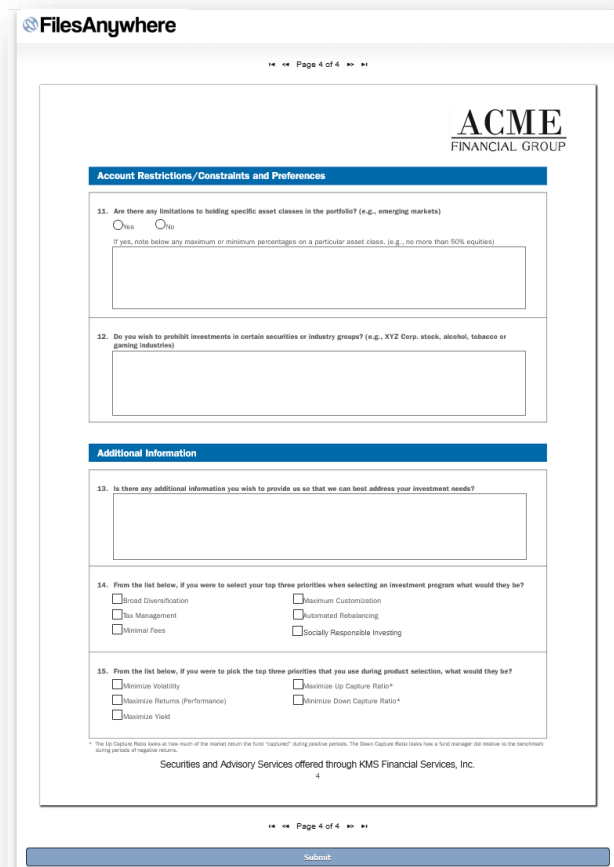 FilesAnywhere
Page 4 of 4
ACME
FINANCIAL GROUP
Account Restrictions/Constraints and Preferences
11. Are there any limitations to holding specific asset classes in the portfolio? (e.g., emerging markets)
Yes No
If yes, note below any maximum or minimum percentages on a particular asset class. (e.g., no more than 50% equities)
12. Do you wish to prohibit investments in certain securities or industry groups? (e.g., XYZ Corp. stock, alcohol, tobacco or
gaming industries)
Additional Information
13. Is there any additional information you wish to provide us so that we can best address your investment needs?
14. From the list below, if you were to select your top three priorities when selecting an investment program what would they be?
Broad Diversification Maximum Customization
Tax Management Automated Rebalancing
Minimal Fees Socially Responsible Investing
15. From the list below, if you were to pick the top three priorities that you use during product selection, what would they be?
Minimize Volatility Maximize Up Capture Ratio*
Maximize Returns (Performance) Minimize Down Capture Ratio*
Maximize Yield
* The Up Capture Ratio looks at how much of the market return the fund "captured" during positive periods. The Down Capture Ratio looks how a fund manager did relative to the benchmark
during periods of negative returns.
Securities and Advisory Services offered through KMS Financial Services, Inc.
4
Page 4 of 4
Submit